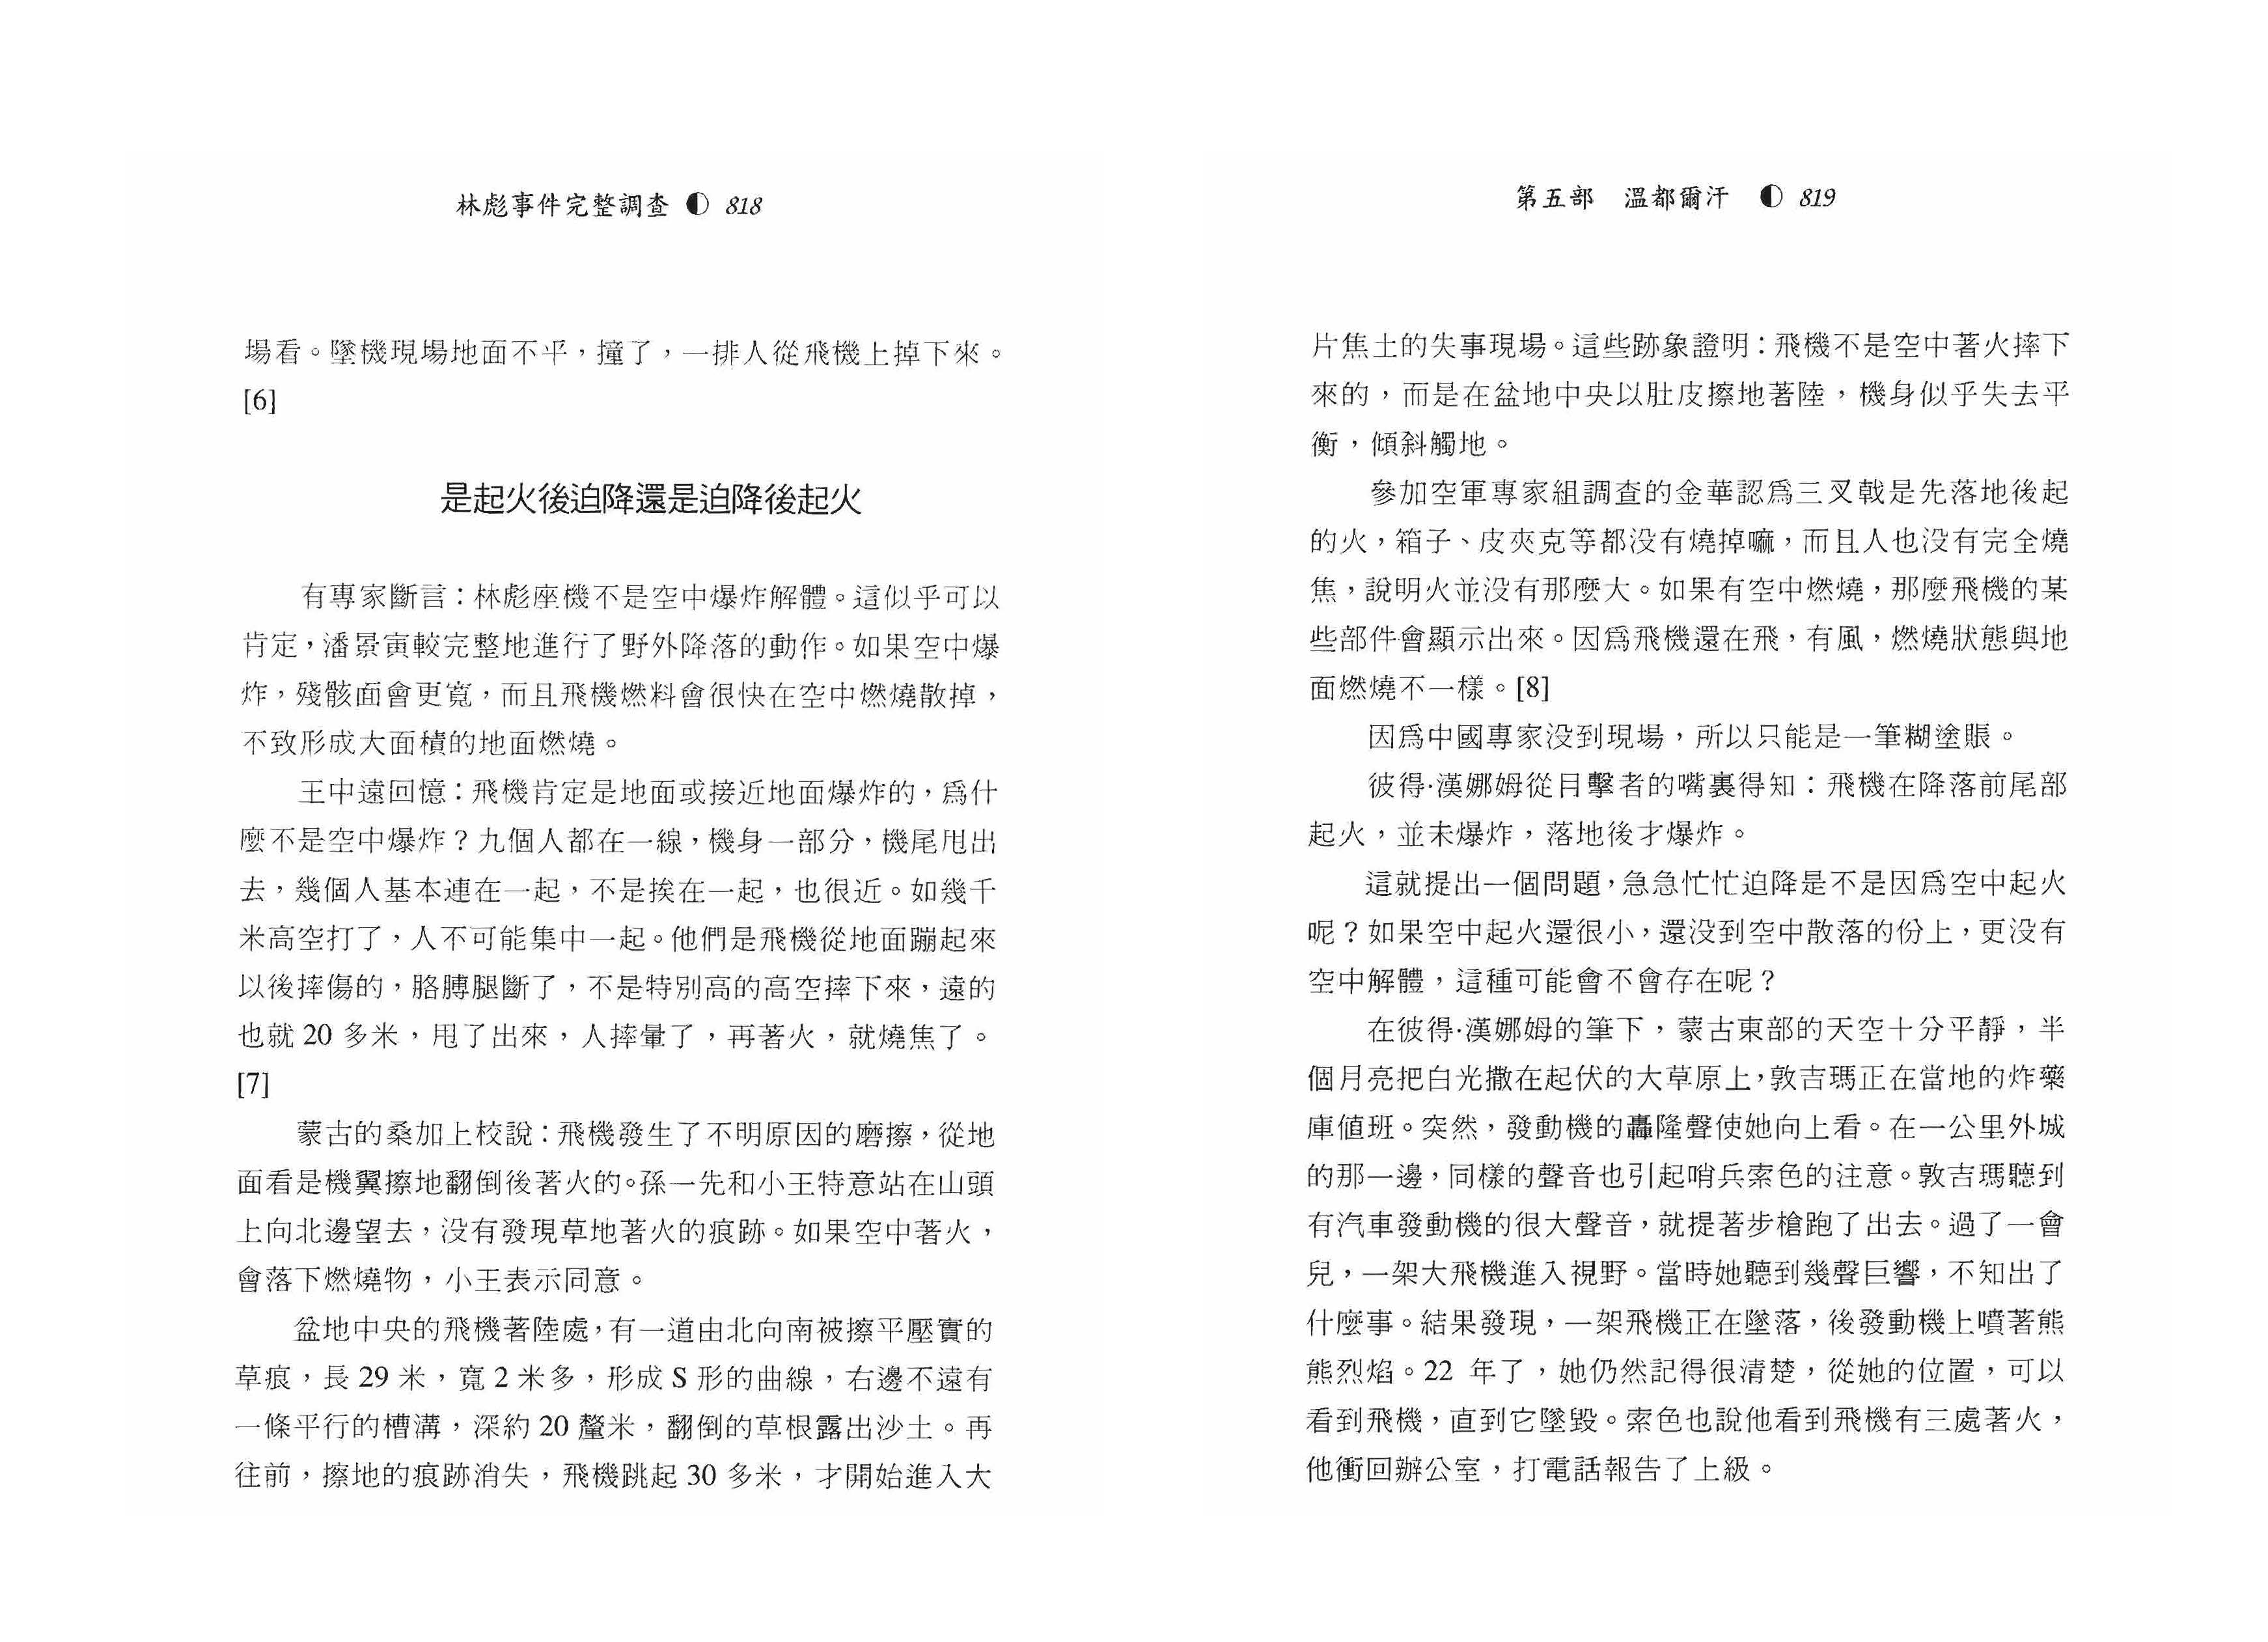 林彪事件完整調查 ◐ 818
場看。墜機現場地面不平，撞了，一排人從飛機上掉下來。
[6]
是起火後迫降還是迫降後起火
有專家斷言：林彪座機不是空中爆炸解體。這似乎可以
肯定，潘景寅較完整地進行了野外降落的動作。如果空中爆
炸，殘骸面會更寬，而且飛機燃料會很快在空中燃燒散掉，
不致形成大面積的地面燃燒。
王中遠回憶：飛機肯定是地面或接近地面爆炸的，爲什
麼不是空中爆炸？九個人都在一線，機身一部分，機尾甩出
去，幾個人基本連在一起，不是挨在一起，也很近。如幾千
米高空打了，人不可能集中一起。他們是飛機從地面蹦起來
以後摔傷的，胳膊腿斷了，不是特別高的高空摔下來，遠的
也就 20 多米，甩了出來，人摔暈了，再著火，就燒焦了。
[7]
蒙古的桑加上校說：飛機發生了不明原因的磨擦，從地
面看是機翼擦地翻倒後著火的。孫一先和小王特意站在山頭
上向北邊望去，没有發現草地著火的痕跡。如果空中著火，
會落下燃燒物，小王表示同意。
盆地中央的飛機著陸處，有一道由北向南被擦平壓實的
草痕，長 29 米，寬 2 米多，形成 S 形的曲線，右邊不遠有
一條平行的槽溝，深約 20 釐米，翻倒的草根露出沙土。再
往前，擦地的痕跡消失，飛機跳起 30 多米，才開始進入大
第五部 溫都爾汗 ◐ 819
片焦土的失事現場。這些跡象證明：飛機不是空中著火摔下
來的，而是在盆地中央以肚皮擦地著陸，機身似乎失去平
衡，傾斜觸地。
參加空軍專家組調查的金華認爲三叉戟是先落地後起
的火，箱子、皮夾克等都没有燒掉嘛，而且人也没有完全燒
焦，說明火並没有那麼大。如果有空中燃燒，那麼飛機的某
些部件會顯示出來。因爲飛機還在飛，有風，燃燒狀態與地
面燃燒不一樣。[8]
因爲中國專家没到現場，所以只能是一筆糊塗賬。
彼得·漢娜姆從目擊者的嘴裏得知：飛機在降落前尾部
起火，並未爆炸，落地後才爆炸。
這就提出一個問題，急急忙忙迫降是不是因爲空中起火
呢？如果空中起火還很小，還没到空中散落的份上，更没有
空中解體，這種可能會不會存在呢？
在彼得·漢娜姆的筆下，蒙古東部的天空十分平靜，半
個月亮把白光撒在起伏的大草原上，敦吉瑪正在當地的炸藥
庫值班。突然，發動機的轟隆聲使她向上看。在一公里外城
的那一邊，同樣的聲音也引起哨兵索色的注意。敦吉瑪聽到
有汽車發動機的很大聲音，就提著步槍跑了出去。過了一會
兒，一架大飛機進入視野。當時她聽到幾聲巨響，不知出了
什麼事。結果發現，一架飛機正在墜落，後發動機上噴著熊
熊烈焰。22 年了，她仍然記得很清楚，從她的位置，可以
看到飛機，直到它墜毀。索色也說他看到飛機有三處著火，
他衝回辦公室，打電話報告了上級。